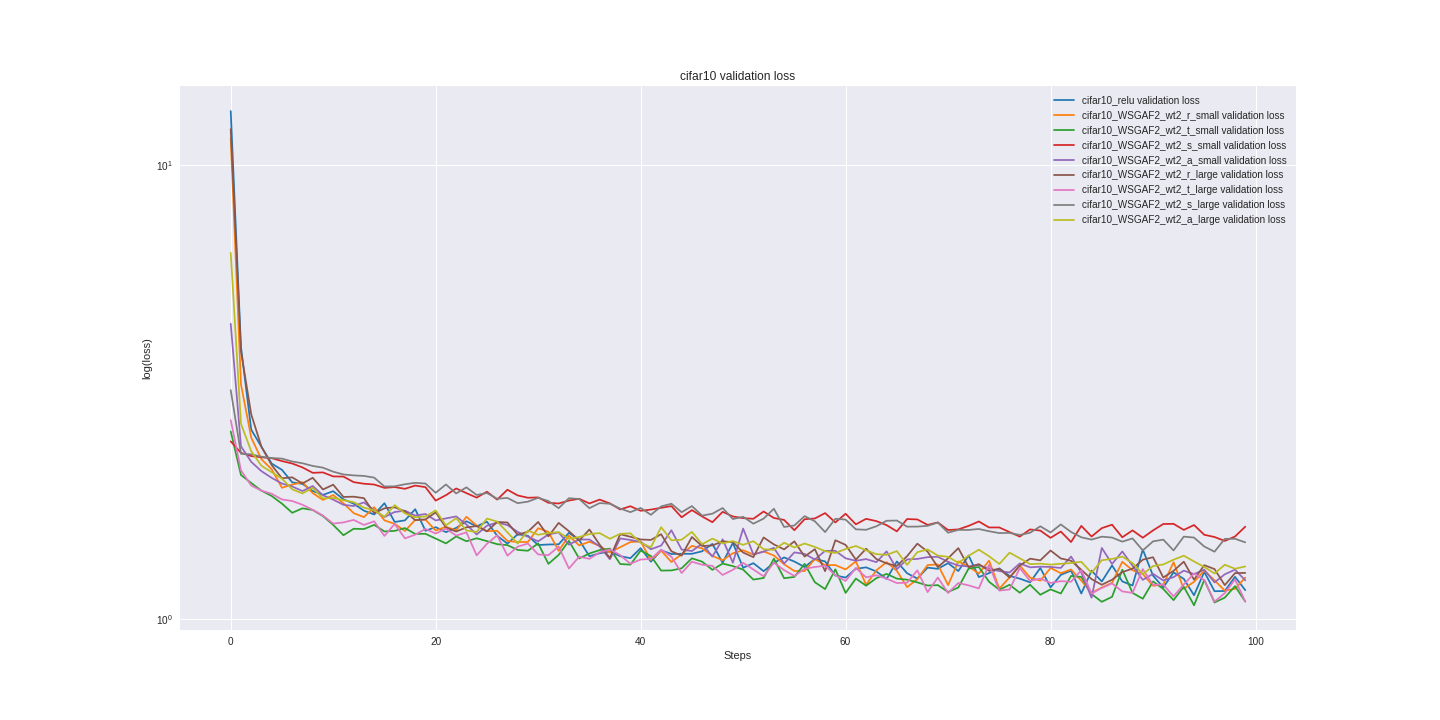 cifar10 validation loss
cifar10_relu validation loss
cifar10_WSGAF2_wt2_r_small validation loss
cifar10_WSGAF2_wt2_t_small validation loss
cifar10_WSGAF2_wt2_s_small validation loss
cifar10_WSGAF2_wt2_a_small validation loss
cifar10_WSGAF2_wt2_r_large validation loss
cifar10_WSGAF2_wt2_t_large validation loss
cifar10_WSGAF2_wt2_s_large validation loss
cifar10_WSGAF2_wt2_a_large validation loss
10¹
log(loss)
10⁰
0 20 40 60 80 100
Steps